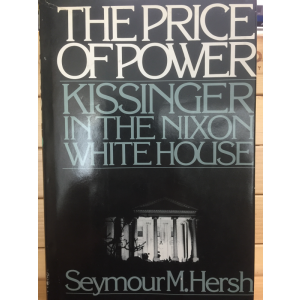 THE PRICE
OF POWER
KISSINGER
IN THE NIXON
WHITE HOUSE
Seymour M. Hersh